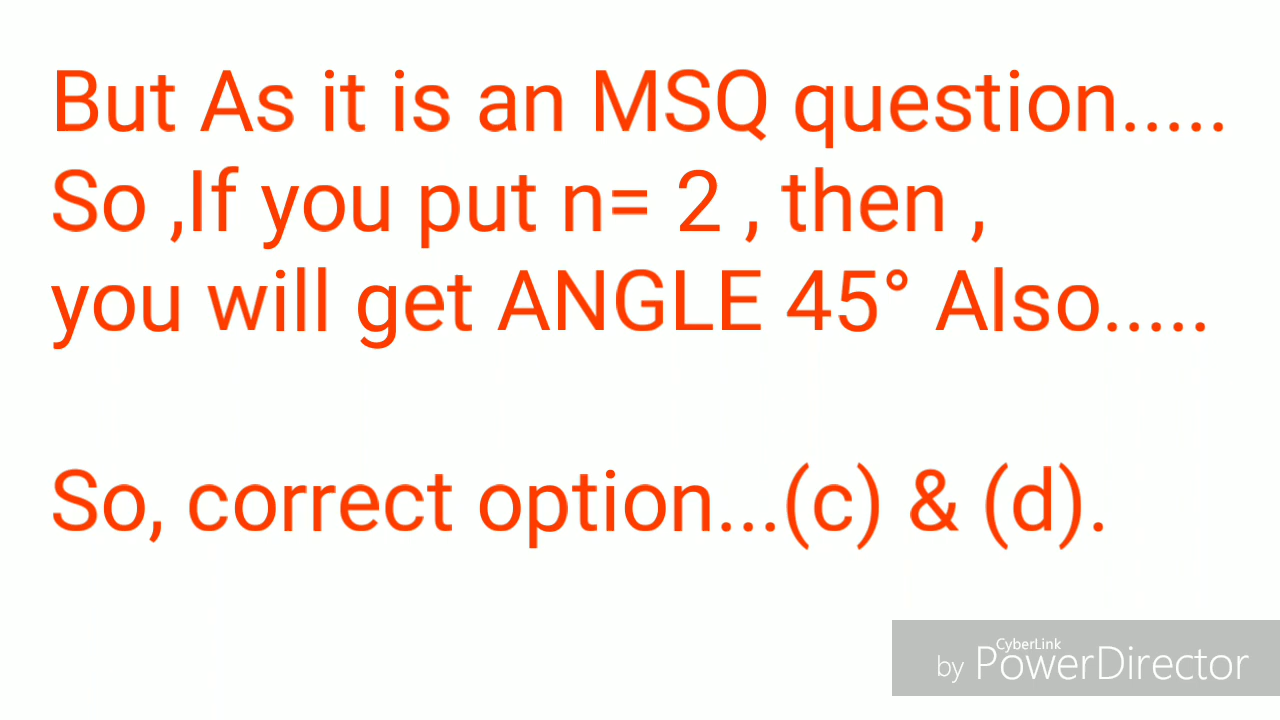 But As it is an MSQ question.....
So ,If you put n= 2 , then ,
you will get ANGLE 45° Also.....
So, correct option...(c) & (d).
CyberLink
by PowerDirector